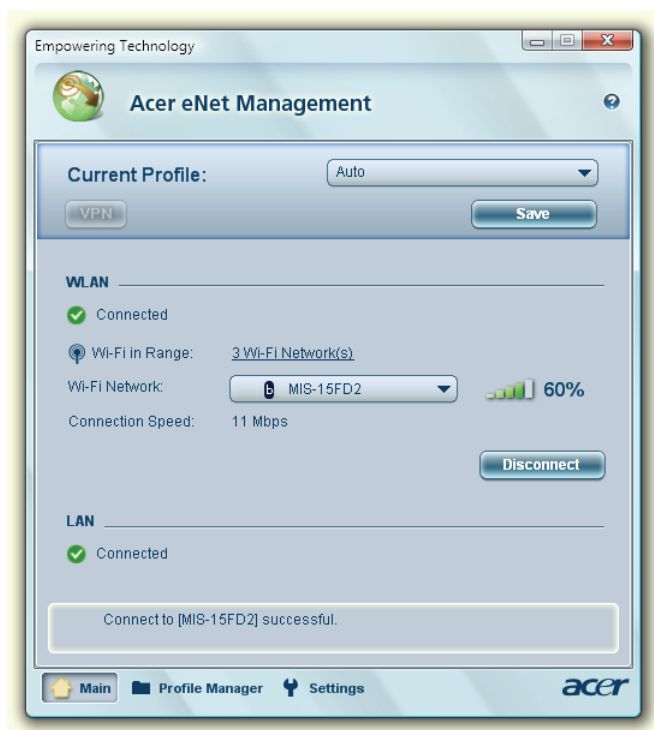 Empowering Technology
Acer eNet Management
Current Profile:
Auto
VPN
Save
WLAN
Connected
Wi-Fi in Range:
3 Wi-Fi Network(s)
Wi-Fi Network:
b MIS-15FD2
60%
Connection Speed:
11 Mbps
Disconnect
LAN
Connected
Connect to [MIS-15FD2] successful.
Main
Profile Manager
Settings
acer